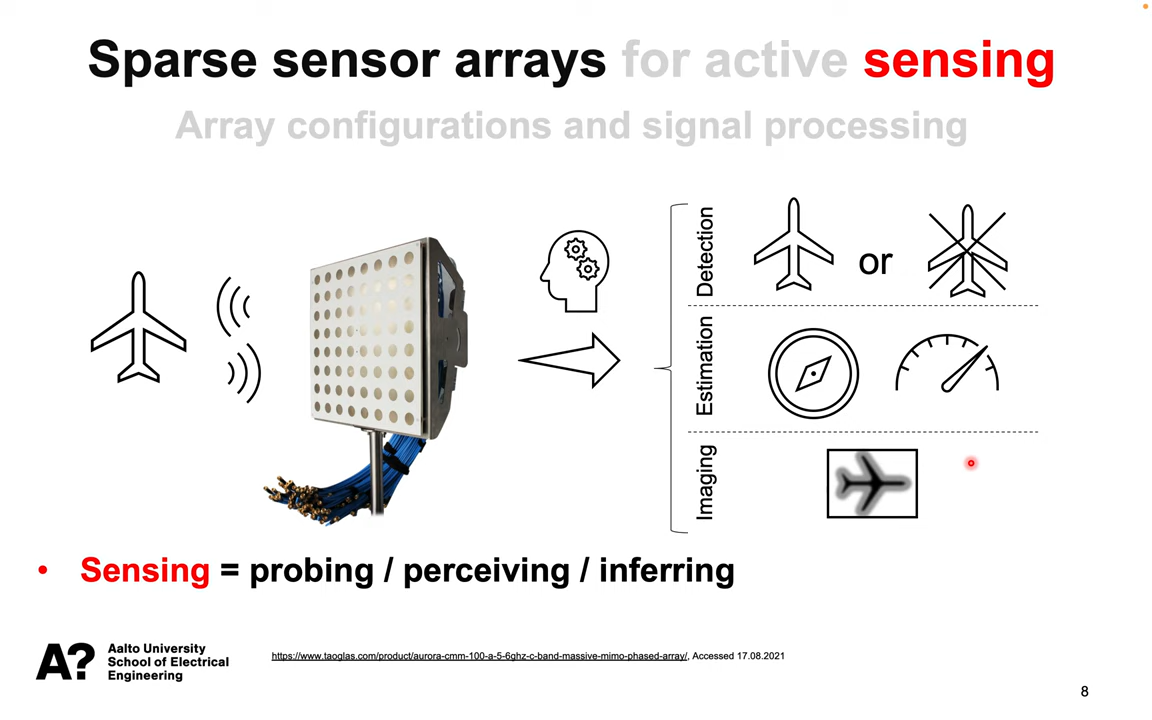 Sparse sensor arrays for active sensing
Array configurations and signal processing
Detection
or
Estimation
Imaging
• Sensing = probing / perceiving / inferring
A?
Aalto University
School of Electrical
Engineering
https://www.taoglas.com/product/aurora-cmm-100-a-5-6ghz-c-band-massive-mimo-phased-array/, Accessed 17.08.2021
8